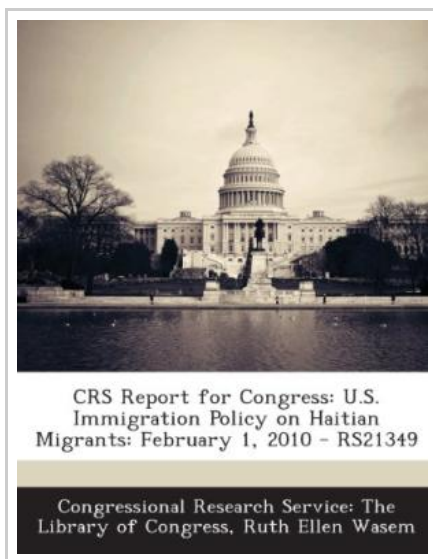 CRS Report for Congress: U.S.
Immigration Policy on Haitian
Migrants: February 1, 2010 - RS21349
Congressional Research Service: The
Library of Congress, Ruth Ellen Wasem